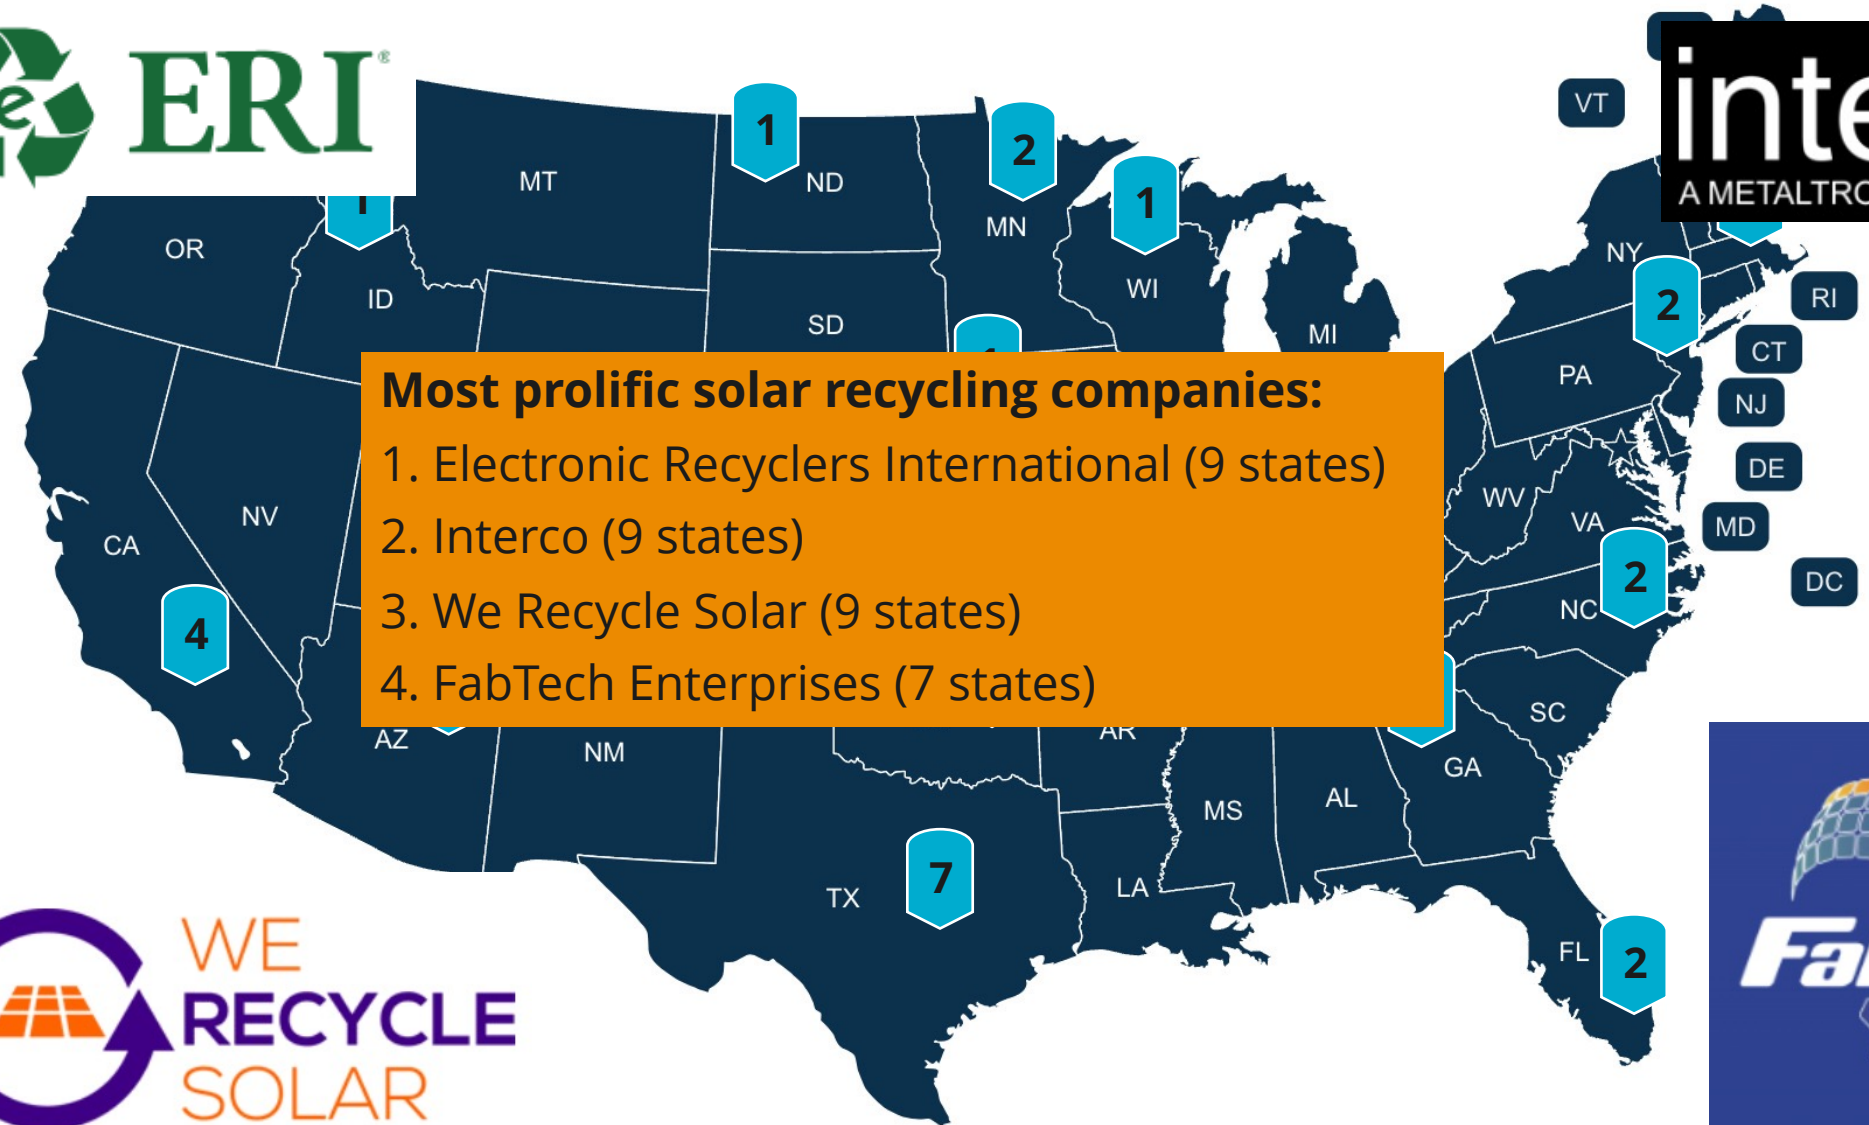 ERI®
inte
A METALTRO
1
2
1
VT
MT
ND
MN
OR
ID
SD
WI
MI
NY
2
RI
CT
PA
NJ
DE
MD
DC
Most prolific solar recycling companies:
1. Electronic Recyclers International (9 states)
2. Interco (9 states)
3. We Recycle Solar (9 states)
4. FabTech Enterprises (7 states)
NV
CA
4
WV
VA
2
NC
SC
AZ
NM
AR
GA
MS
AL
TX
7
LA
FL
2
WE
RECYCLE
SOLAR